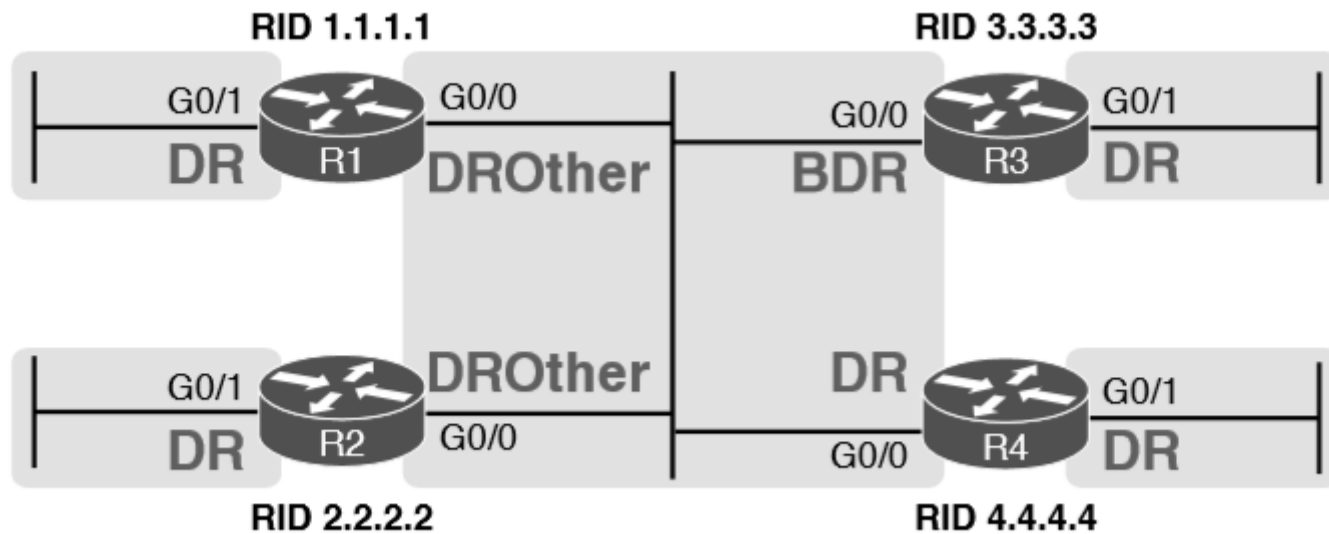 RID 1.1.1.1
RID 3.3.3.3
G0/1
G0/0
G0/0
G0/1
R1
R3
DR
DROther
BDR
DR
G0/1
DROther
DR
G0/1
R2
R4
DR
G0/0
G0/0
DR
RID 2.2.2.2
RID 4.4.4.4